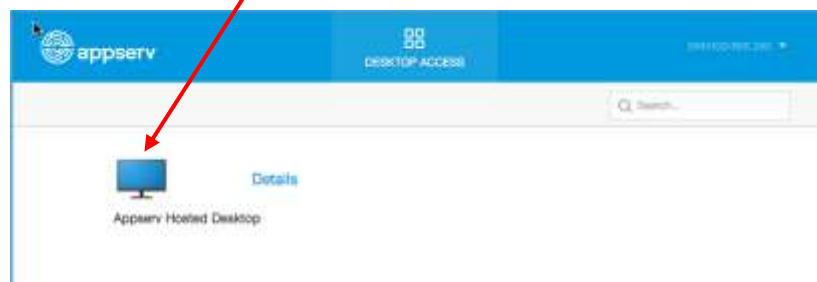 appserv
DESKTOP ACCESS
Search...
Details
Appserv Hosted Desktop